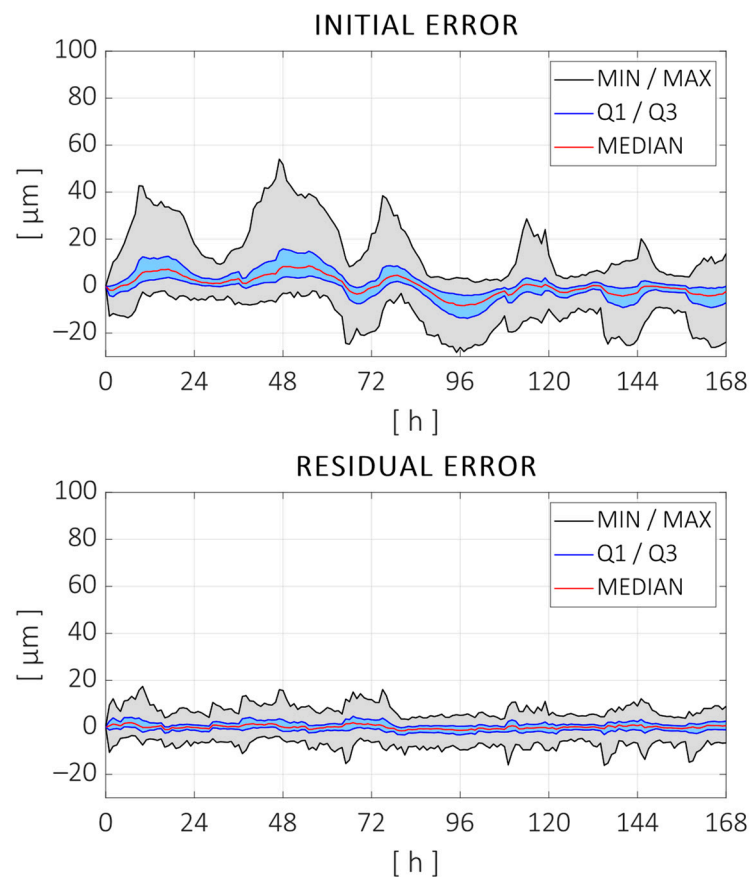 INITIAL ERROR
100
80
60
40
20
0
−20
[ µm ]
MIN / MAX
Q1 / Q3
MEDIAN
0 24 48 72 96 120 144 168
[ h ]
RESIDUAL ERROR
100
80
60
40
20
0
−20
[ µm ]
MIN / MAX
Q1 / Q3
MEDIAN
0 24 48 72 96 120 144 168
[ h ]